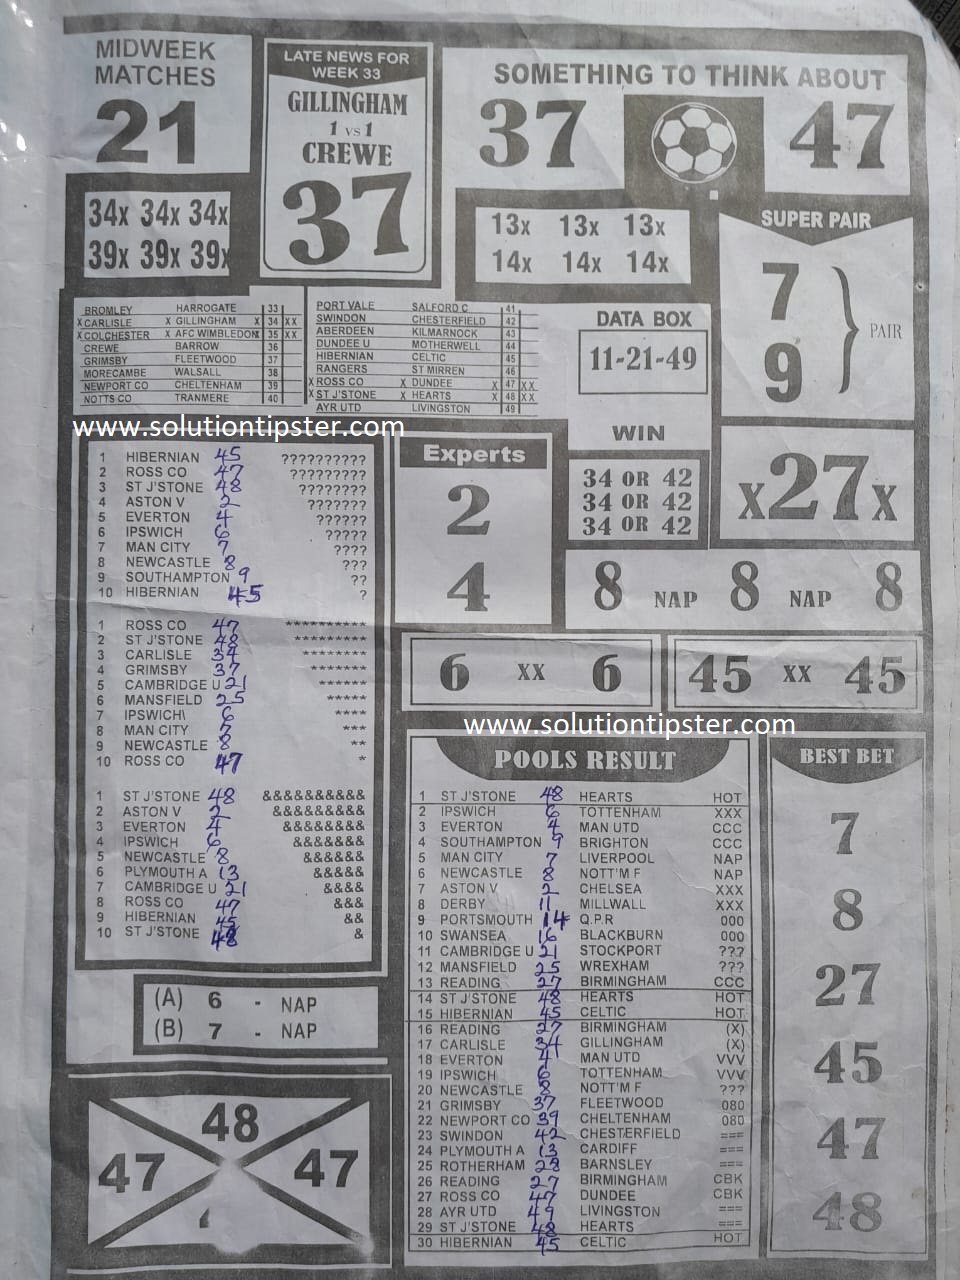 MIDWEEK
MATCHES
21
LATE NEWS FOR
WEEK 33
GILLINGHAM
1 vs 1
CREWE
37
SOMETHING TO THINK ABOUT
37 47
34x 34x 34x
39x 39x 39x
13x 13x 13x
14x 14x 14x
SUPER PAIR
7
9
PAIR
BROMLEY HARROGATE 33
X CARLISLE X GILLINGHAM X 34 XX
X COLCHESTER X AFC WIMBLEDON X 35 XX
CREWE BARROW 36
GRIMSBY FLEETWOOD 37
MORECAMBE WALSALL 38
NEWPORT CO CHELTENHAM 39
NOTTS CO TRANMERE 40
PORT VALE SALFORD C 41
SWINDON CHESTERFIELD 42
ABERDEEN KILMARNOCK 43
DUNDEE U MOTHERWELL 44
HIBERNIAN CELTIC 45
RANGERS ST MIRREN 46
X ROSS CO X DUNDEE X 47 XX
X ST J'STONE X HEARTS X 48 XX
AYR UTD LIVINGSTON 49
DATA BOX
11-21-49
WIN
34 OR 42
34 OR 42
34 OR 42
www.solutiontipster.com
1 HIBERNIAN 45 ??????????
2 ROSS CO 47 ?????????
3 ST J'STONE 48 ????????
4 ASTON V 2 ???????
5 EVERTON 4 ??????
6 IPSWICH 6 ?????
7 MAN CITY 7 ????
8 NEWCASTLE 8 ???
9 SOUTHAMPTON 9 ??
10 HIBERNIAN 45 ?
1 ROSS CO 47 **********
2 ST J'STONE 48 *********
3 CARLISLE 34 ********
4 GRIMSBY 37 *******
5 CAMBRIDGE U 21 ******
6 MANSFIELD 25 *****
7 IPSWICH\ 6 ****
8 MAN CITY 7 ***
9 NEWCASTLE 8 **
10 ROSS CO 47 *
1 ST J'STONE 48 &&&&&&&&&&
2 ASTON V 2 &&&&&&&&&
3 EVERTON 4 &&&&&&&&
4 IPSWICH 6 &&&&&&&
5 NEWCASTLE 8 &&&&&&
6 PLYMOUTH A 13 &&&&&
7 CAMBRIDGE U 21 &&&&
8 ROSS CO 47 &&&
9 HIBERNIAN 45 &&
10 ST J'STONE 48 &
Experts
2
4
X27X
8 NAP 8 NAP 8
6 XX 6
45 XX 45
www.solutiontipster.com
POOLS RESULT
1 ST J'STONE 48 HEARTS HOT
2 IPSWICH 6 TOTTENHAM XXX
3 EVERTON 4 MAN UTD CCC
4 SOUTHAMPTON 9 BRIGHTON CCC
5 MAN CITY 7 LIVERPOOL NAP
6 NEWCASTLE 8 NOTT'M F NAP
7 ASTON V 2 CHELSEA XXX
8 DERBY 11 MILLWALL XXX
9 PORTSMOUTH 14 Q.P.R 000
10 SWANSEA 16 BLACKBURN 000
11 CAMBRIDGE U 21 STOCKPORT ???
12 MANSFIELD 25 WREXHAM ???
13 READING 27 BIRMINGHAM CCC
14 ST J'STONE 48 HEARTS HOT
15 HIBERNIAN 45 CELTIC HOT
16 READING 27 BIRMINGHAM (X)
17 CARLISLE 34 GILLINGHAM (X)
18 EVERTON 4 MAN UTD VVV
19 IPSWICH 6 TOTTENHAM VVV
20 NEWCASTLE 8 NOTT'M F ???
21 GRIMSBY 37 FLEETWOOD 080
22 NEWPORT CO 39 CHELTENHAM 080
23 SWINDON 42 CHESTERFIELD ===
24 PLYMOUTH A 13 CARDIFF ===
25 ROTHERHAM 28 BARNSLEY ===
26 READING 27 BIRMINGHAM CBK
27 ROSS CO 47 DUNDEE CBK
28 AYR UTD 49 LIVINGSTON ===
29 ST J'STONE 48 HEARTS ===
30 HIBERNIAN 45 CELTIC HOT
BEST BET
7
8
27
45
47
48
(A) 6 - NAP
(B) 7 - NAP
48
47 47